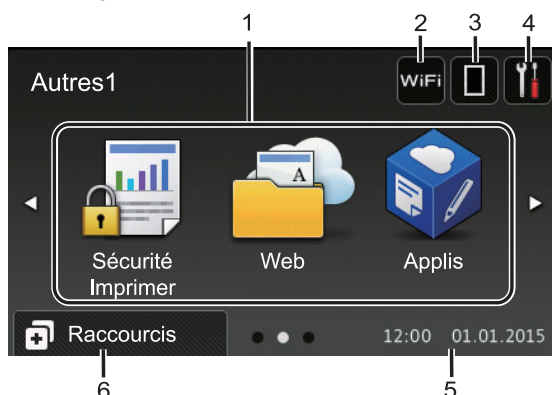 1 2 3 4
Autres1 WiFi
A
Sécurité Imprimer Web Applis
Raccourcis 12:00 01.01.2015
6 5